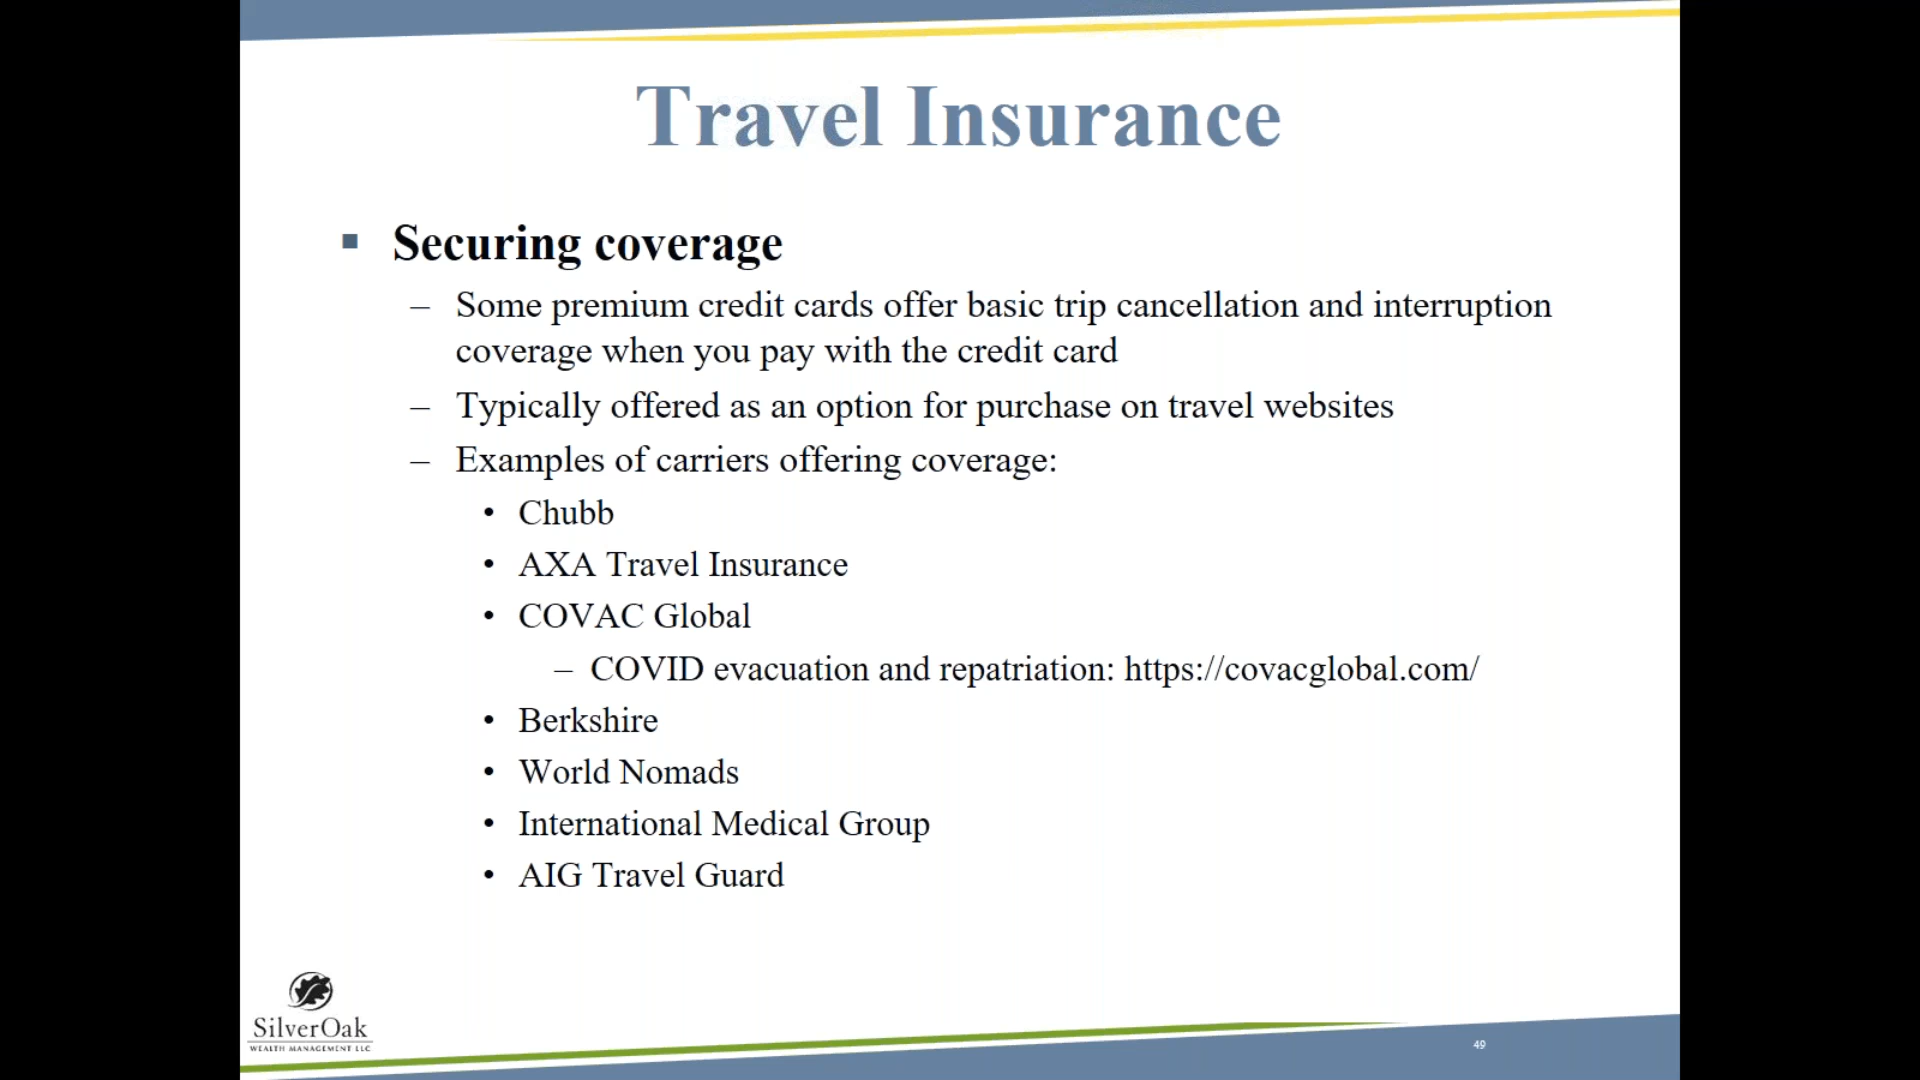 Travel Insurance
▪ Securing coverage
– Some premium credit cards offer basic trip cancellation and interruption
coverage when you pay with the credit card
– Typically offered as an option for purchase on travel websites
– Examples of carriers offering coverage:
• Chubb
• AXA Travel Insurance
• COVAC Global
– COVID evacuation and repatriation: https://covacglobal.com/
• Berkshire
• World Nomads
• International Medical Group
• AIG Travel Guard
SilverOak
WEALTH MANAGEMENT LLC
49